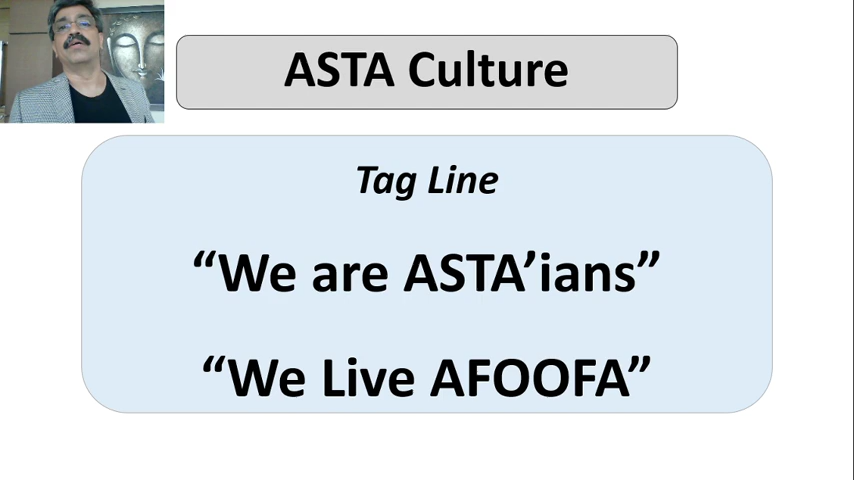 ASTA Culture
Tag Line
“We are ASTA’ians”
“We Live AFOOFA”